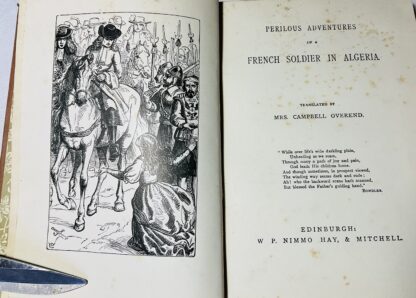 PERILOUS ADVENTURES
OF A
FRENCH SOLDIER IN ALGERIA.
TRANSLATED BY
MRS. CAMPBELL OVEREND.
"While over life's wide darkling plain,
Unheeding as we roam,
Through many a path of joy and pain,
God leads His children home.
And though sometimes, in prospect viewed,
The winding way seems dark and rude;
Ah! who the backward scene hath scanned,
But blessed the Father's guiding hand."
BOWDLER.
EDINBURGH:
W P. NIMMO HAY, & MITCHELL.